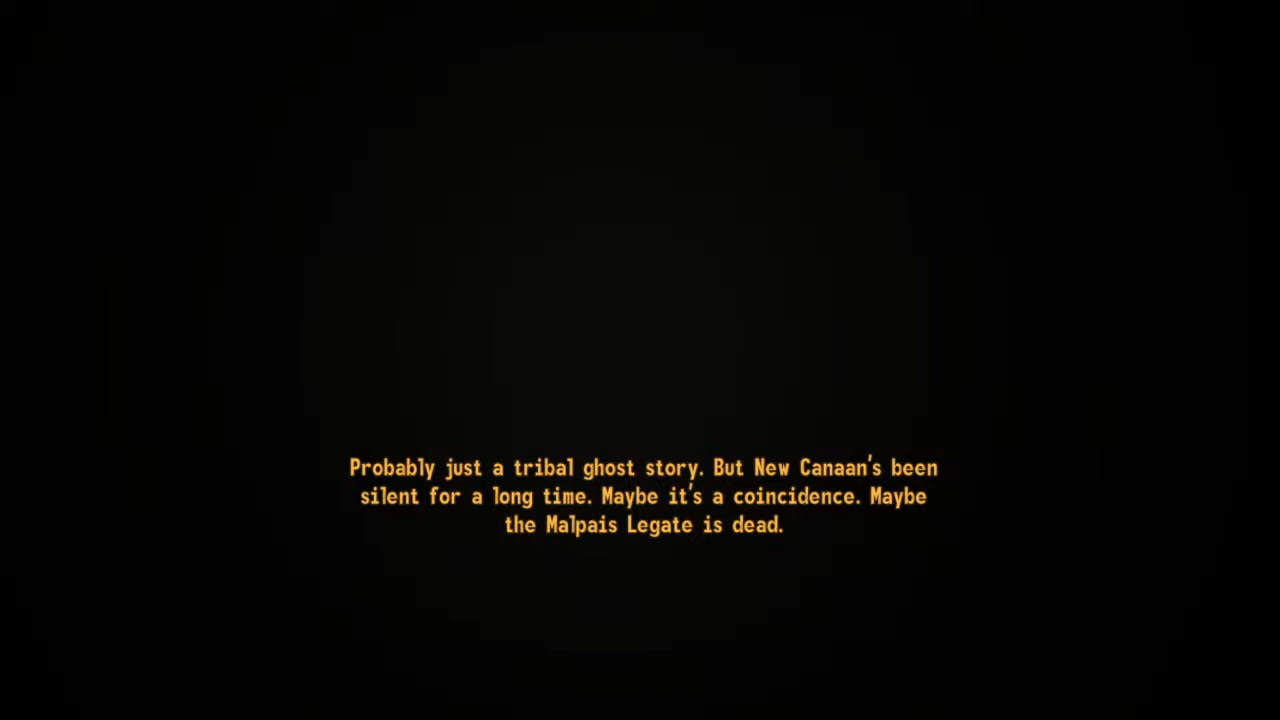 Probably just a tribal ghost story. But New Canaan's been
silent for a long time. Maybe it's a coincidence. Maybe
the Malpais Legate is dead.